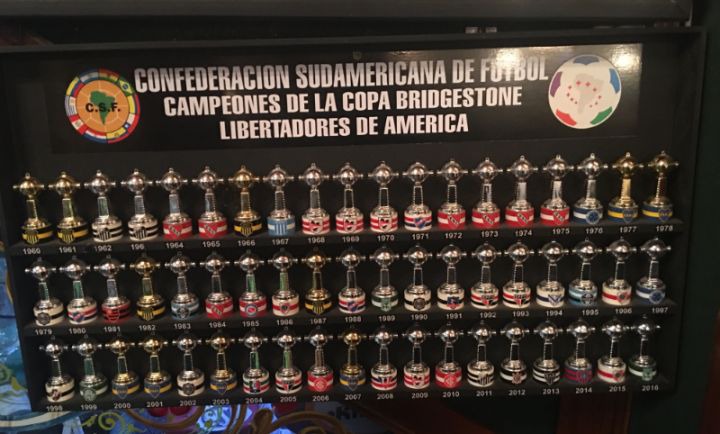 CONFEDERACION SUDAMERICANA DE FUTBOL
C.S.F.
CAMPEONES DE LA COPA BRIDGESTONE
LIBERTADORES DE AMERICA
1960 1961 1962 196 1964 1965 1966 1967 1968 1969 1970 1971 1972 1973 1974 1975 1976 1977 1978
1979 1980 1981 1982 1983 1984 1985 1986 1987 1988 1989 1990 1991 1992 1993 1994 1995 1996 1997
1998 1999 2000 2001 2002 2003 2004 2005 2006 2007 2008 2009 2010 2011 2012 2013 2014 2015 2016